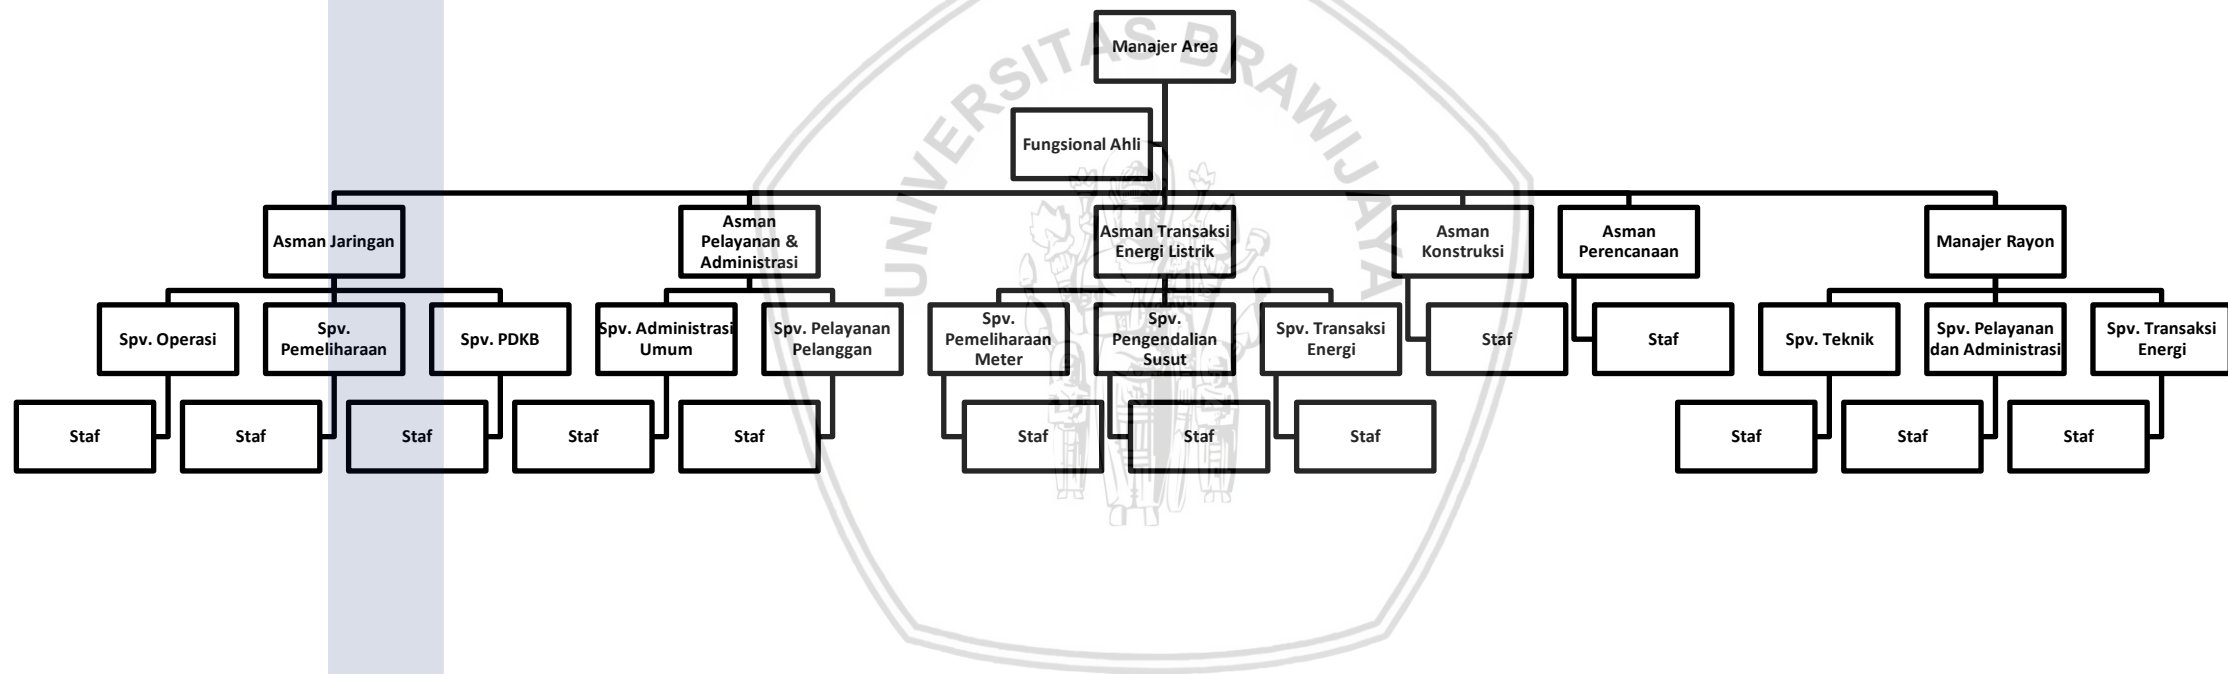 UNIVERSITAS BRAWIJAYA
Manajer Area
Fungsional Ahli
Asman Jaringan
Asman
Pelayanan &
Administrasi
Asman Transaksi
Energi Listrik
Asman
Konstruksi
Asman
Perencanaan
Manajer Rayon
Spv. Operasi
Spv.
Pemeliharaan
Spv. PDKB
Spv. Administrasi
Umum
Spv. Pelayanan
Pelanggan
Spv.
Pemeliharaan
Meter
Spv.
Pengendalian
Susut
Spv. Transaksi
Energi
Staf
Staf
Spv. Teknik
Spv. Pelayanan
dan Administrasi
Spv. Transaksi
Energi
Staf
Staf
Staf
Staf
Staf
Staf
Staf
Staf
Staf
Staf
Staf